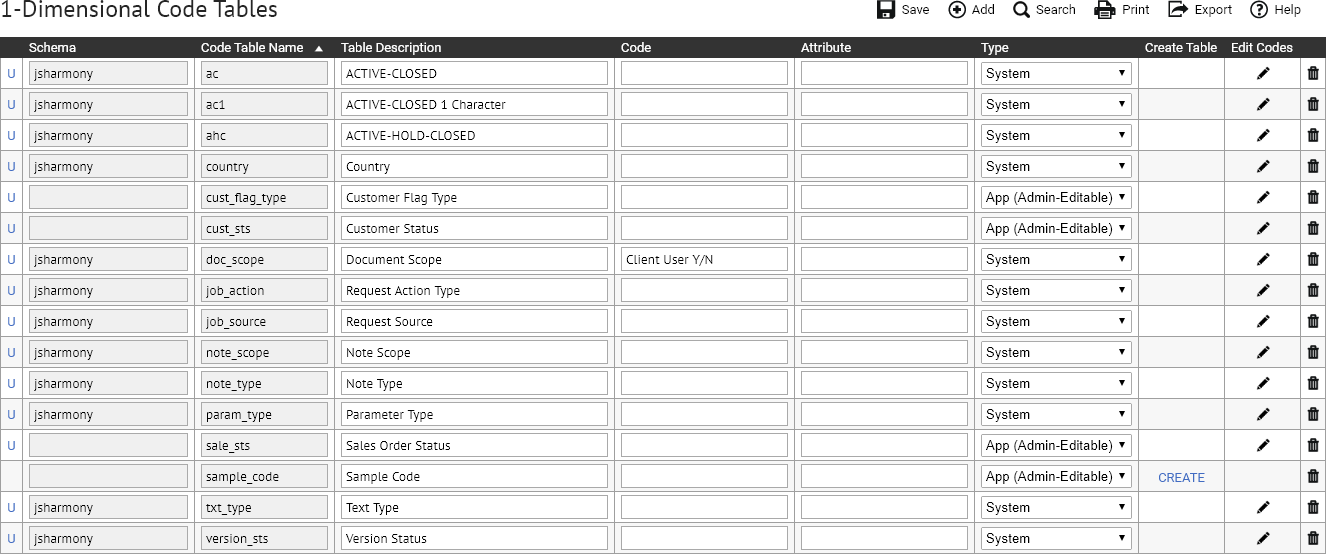 1-Dimensional Code Tables Save Add Search Print Export Help
Schema Code Table Name ▲ Table Description Code Attribute Type Create Table Edit Codes
U jsharmony ac ACTIVE-CLOSED System
U jsharmony ac1 ACTIVE-CLOSED 1 Character System
U jsharmony ahc ACTIVE-HOLD-CLOSED System
U jsharmony country Country System
U cust_flag_type Customer Flag Type App (Admin-Editable)
U cust_sts Customer Status App (Admin-Editable)
U jsharmony doc_scope Document Scope Client User Y/N System
U jsharmony job_action Request Action Type System
U jsharmony job_source Request Source System
U jsharmony note_scope Note Scope System
U jsharmony note_type Note Type System
U jsharmony param_type Parameter Type System
U sale_sts Sales Order Status App (Admin-Editable)
sample_code Sample Code App (Admin-Editable) CREATE
U jsharmony txt_type Text Type System
U jsharmony version_sts Version Status System